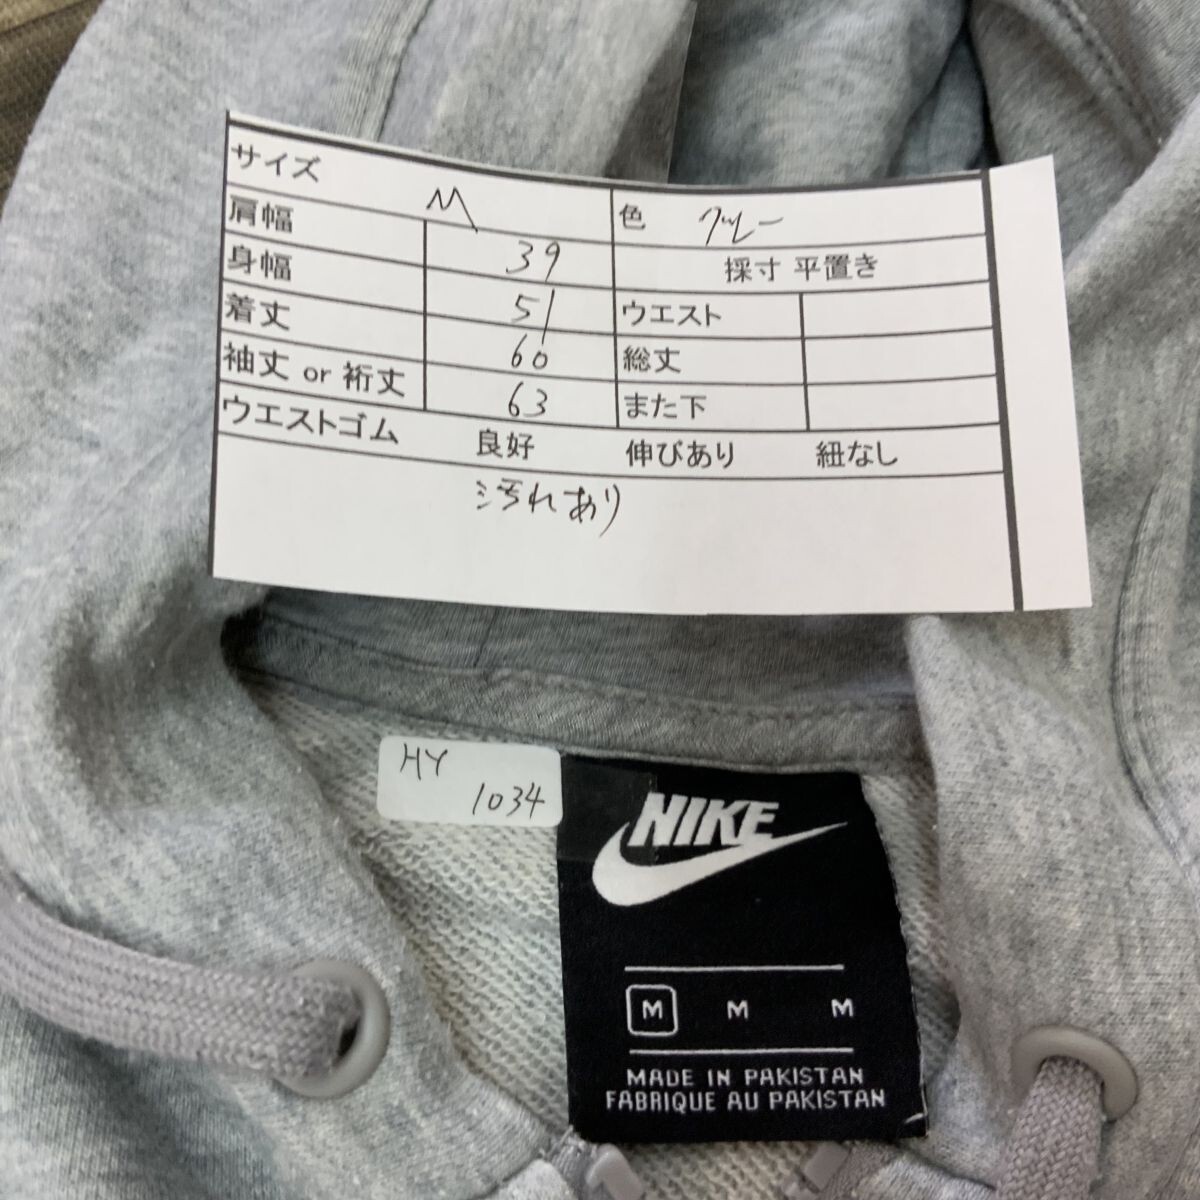 サイズ M 色 グレー
肩幅 39 採寸 平置き
身幅 51 ウエスト
着丈 60 総丈
袖丈 or 裄丈 63 また下
ウエストゴム 良好 伸びあり 紐なし
汚れあり
HY
1034
NIKE
M M M
MADE IN PAKISTAN
FABRIQUE AU PAKISTAN